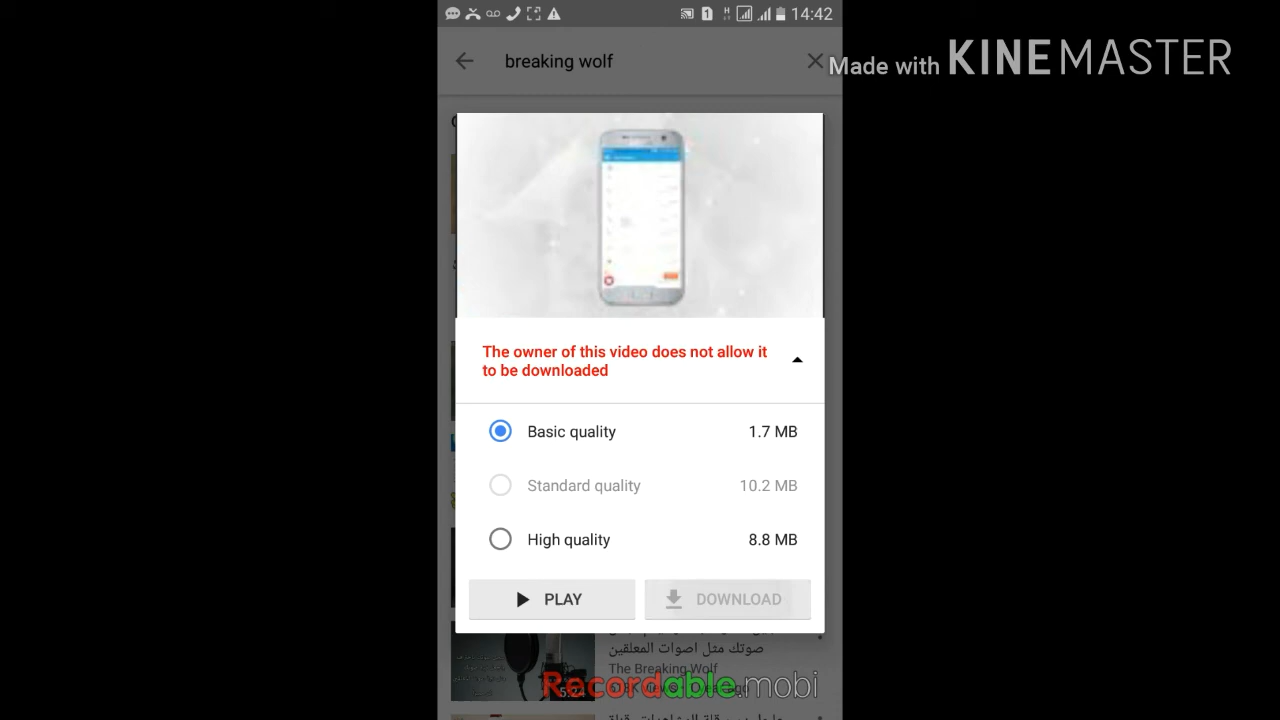 14:42
breaking wolf
Made with KINEMASTER
The owner of this video does not allow it
to be downloaded
Basic quality 1.7 MB
Standard quality 10.2 MB
High quality 8.8 MB
PLAY DOWNLOAD
صوتك مثل اصوات المعلقين
The Breaking Wolf
5:24
Recordable.mobi